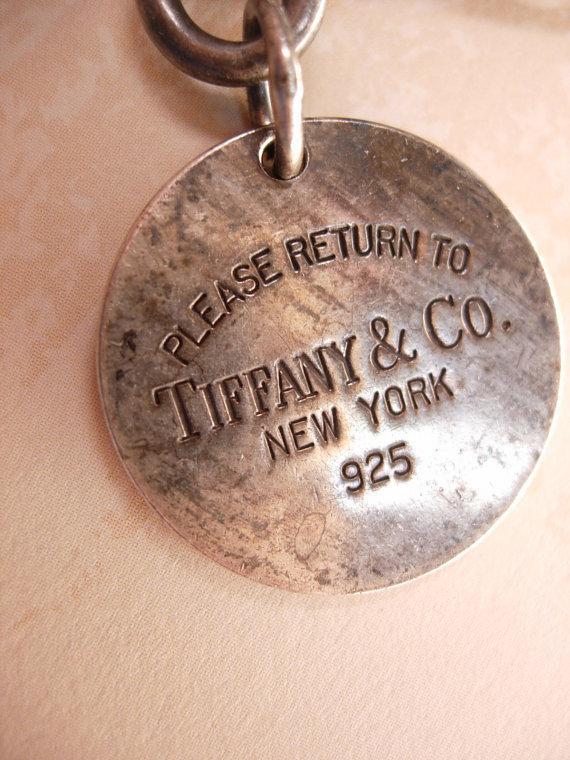 PLEASE RETURN TO
TIFFANY & CO.
NEW YORK
925